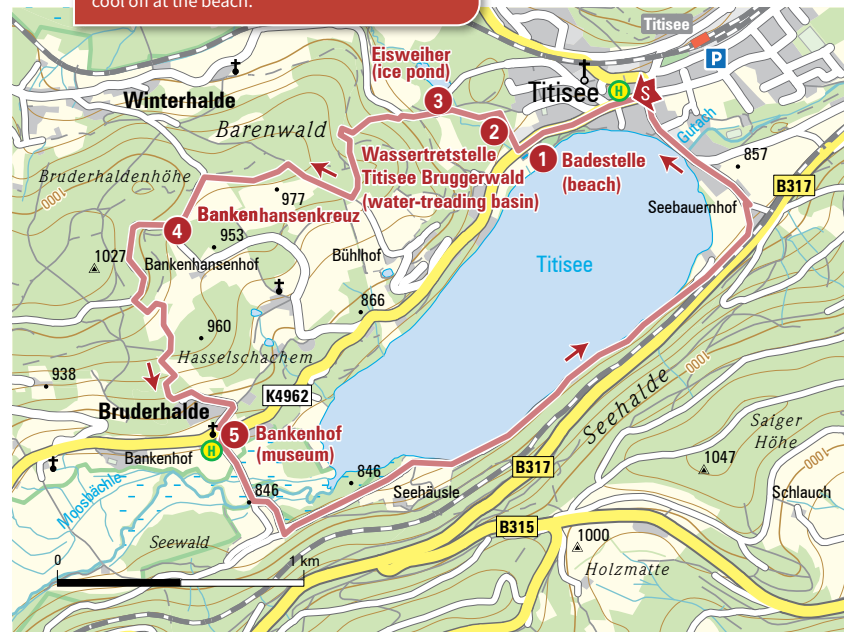 cool off at the beach.
Titisee
P
Eisweiher
(ice pond)
Winterhalde
3
Titisee
H
S
Gutach
Barenwald
2
Wassertretstelle
Titisee Bruggerwald
(water-treading basin)
1
Badestelle
(beach)
857
B317
Bruderhaldenhöhe
1000
977
Seebauernhof
4
Bankenhansenkreuz
953
1027
Bankenhansenhof
Bühlhof
Titisee
866
960
Hasselschachem
938
1000
K4962
Bruderhalde
Seehalde
Saiger
Höhe
5
Bankenhof
(museum)
Bankenhof
H
B317
1047
1000
846
Seehäusle
846
Schlauch
Moosbächle
B315
Seewald
1000
Holzmatte
0
1 km